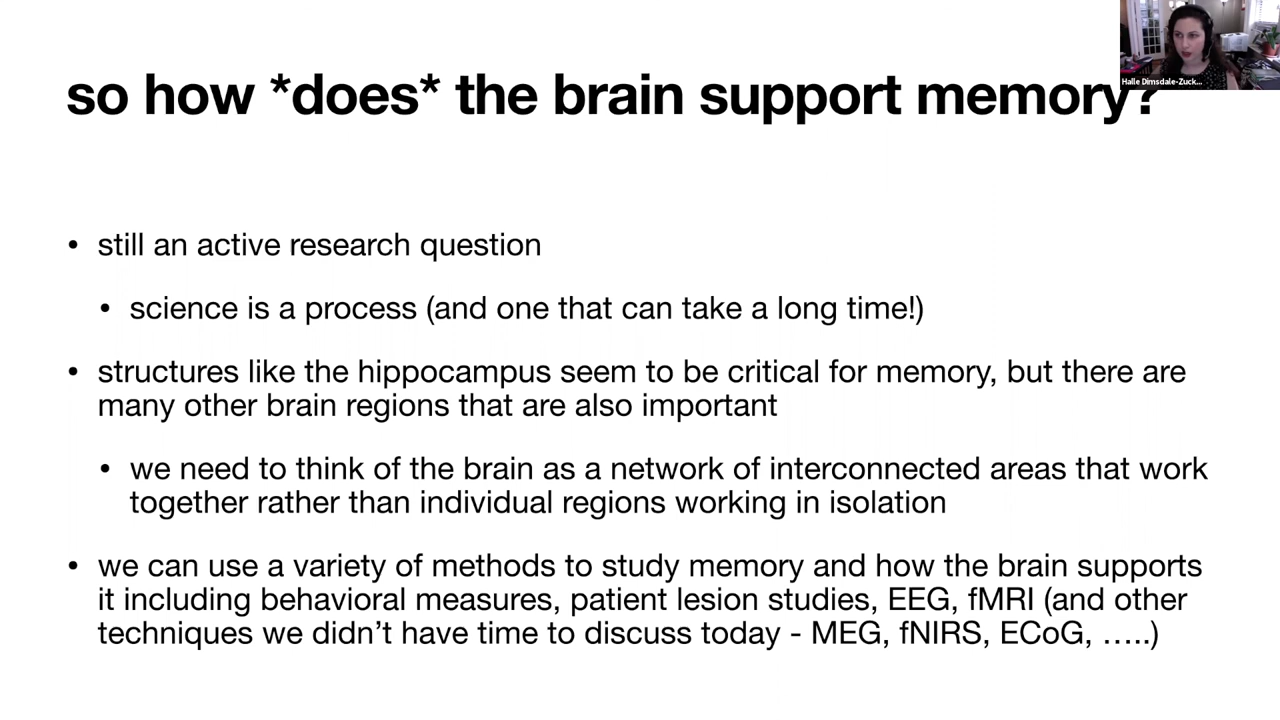 so how *does* the brain support memory?
Halle Dimsdale-Zuck...
• still an active research question
• science is a process (and one that can take a long time!)
• structures like the hippocampus seem to be critical for memory, but there are
many other brain regions that are also important
• we need to think of the brain as a network of interconnected areas that work
together rather than individual regions working in isolation
• we can use a variety of methods to study memory and how the brain supports
it including behavioral measures, patient lesion studies, EEG, fMRI (and other
techniques we didn’t have time to discuss today - MEG, fNIRS, ECoG, …..)